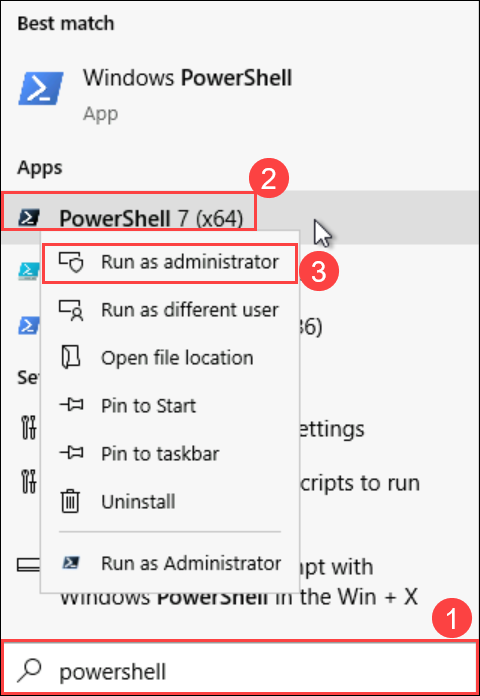 Best match
Windows PowerShell
App
Apps
2
PowerShell 7 (x64)
Run as administrator
3
Run as different user
36)
Open file location
Se
Pin to Start
ettings
Pin to taskbar
cripts to run
Uninstall
Run as Administrator
mpt with
Windows PowerShell in the Win + X
1
powershell